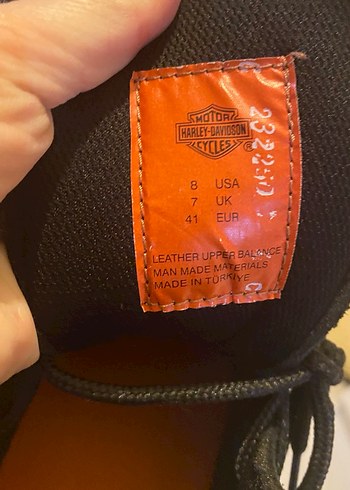 MOTOR
HARLEY-DAVIDSON
CYCLES
®
8 USA
7 UK
41 EUR
LEATHER UPPER BALANCE
MAN MADE MATERIALS
MADE IN TÜRKİYE